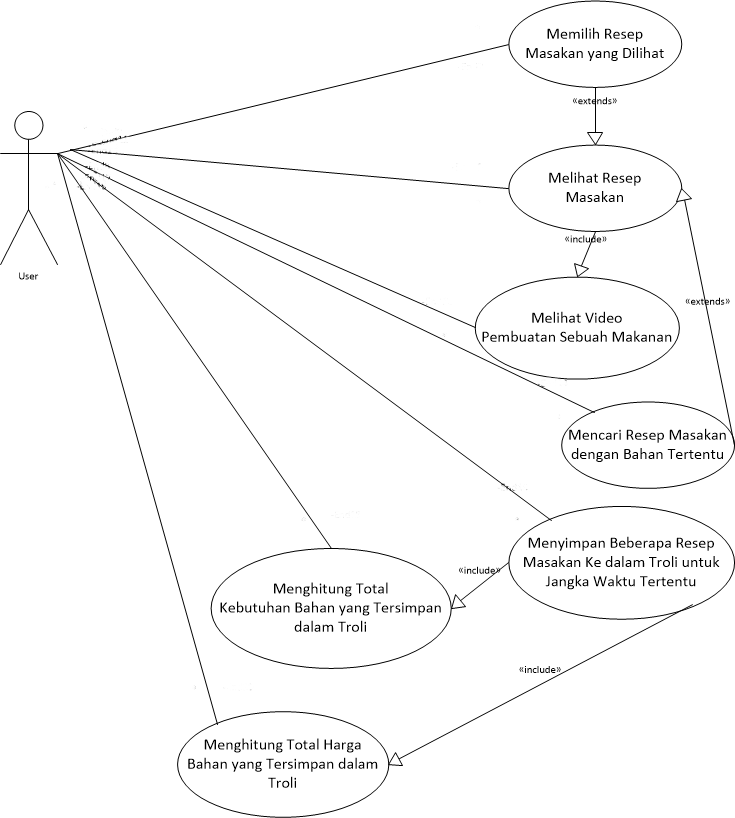 Memilih Resep
Masakan yang Dilihat
«extends»
Melihat Resep
Masakan
«include»
User
«extends»
Melihat Video
Pembuatan Sebuah Makanan
Mencari Resep Masakan
dengan Bahan Tertentu
Menyimpan Beberapa Resep
Masakan Ke dalam Troli untuk
Jangka Waktu Tertentu
«include»
Menghitung Total
Kebutuhan Bahan yang Tersimpan
dalam Troli
«include»
Menghitung Total Harga
Bahan yang Tersimpan dalam
Troli